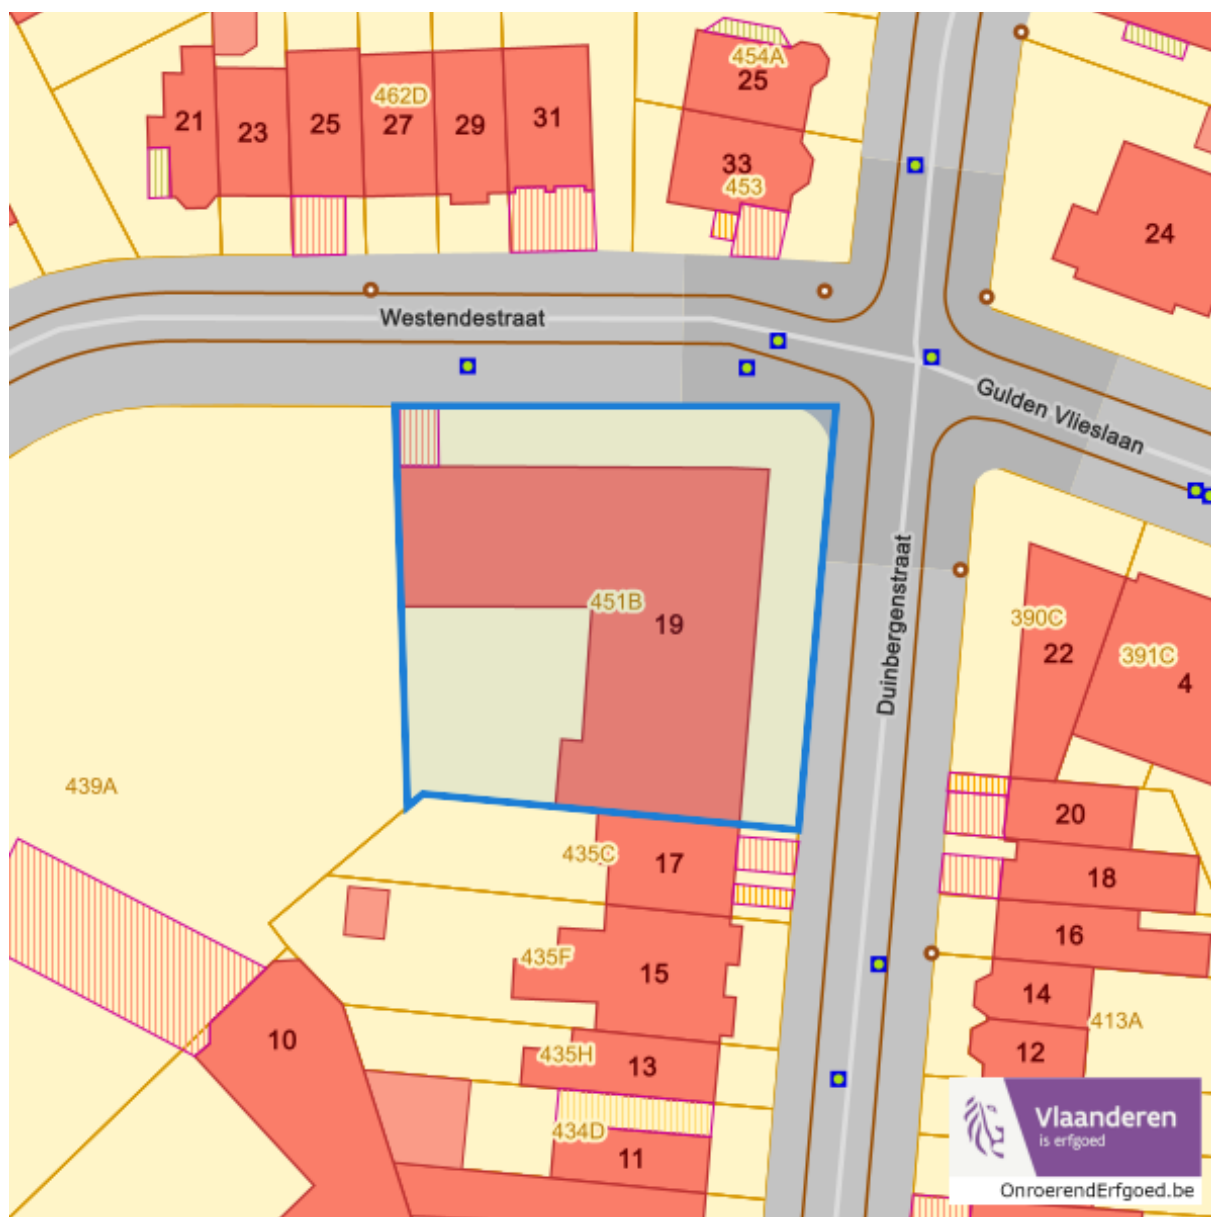 454A
25
462D
21
23
25
27
29
31
33
453
24
Westendestraat
Gulden Vlieslaan
Duinbergenstraat
451B
19
390C
22
391C
4
439A
20
435C
17
18
16
435F
15
14
413A
10
435H
13
12
434D
11
Vlaanderen
is erfgoed
OnroerendErfgoed.be